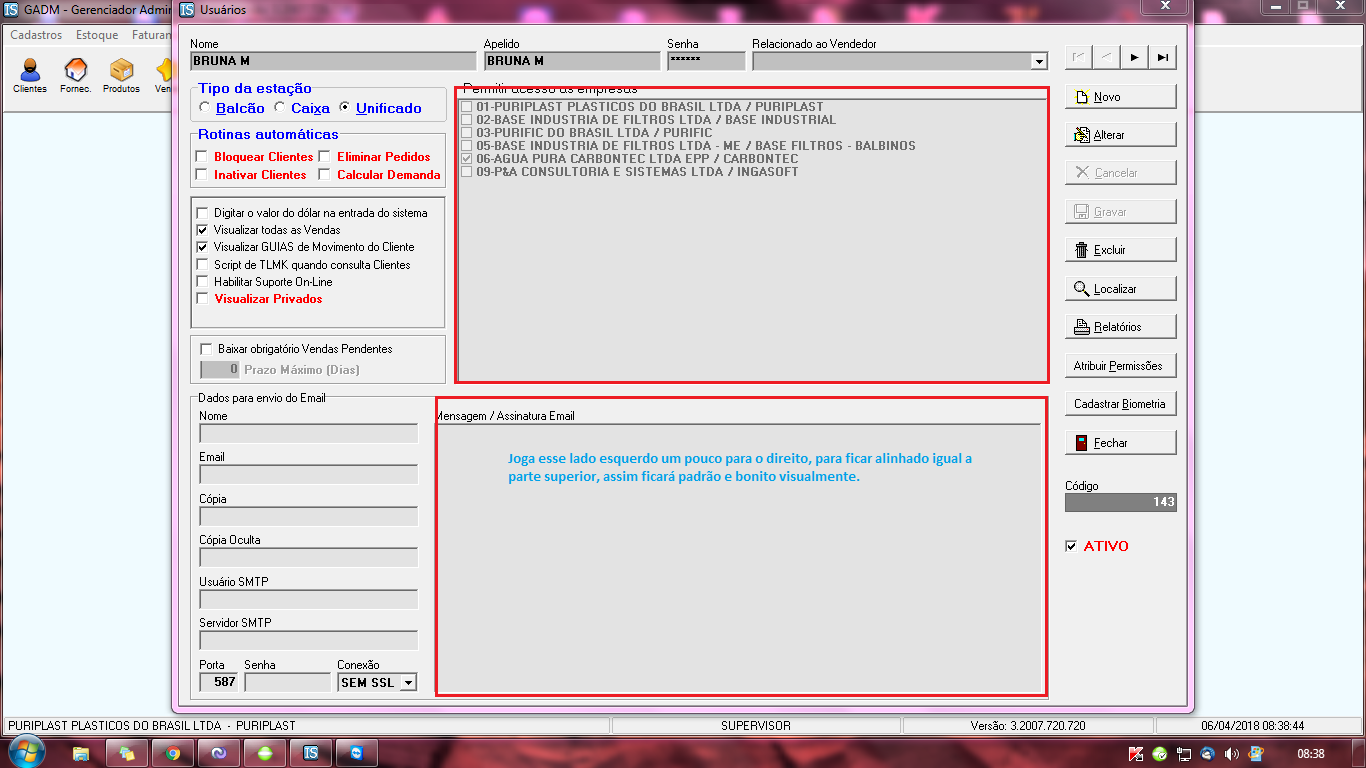 GADM - Gerenciador Admin
Usuários
Cadastros Estoque Faturan
Clientes Fornec. Produtos Ven
Nome Apelido Senha Relacionado ao Vendedor
BRUNA M BRUNA M ******
Tipo da estação
Balcão Caixa Unificado
Rotinas automáticas
Bloquear Clientes Eliminar Pedidos
Inativar Clientes Calcular Demanda
Digitar o valor do dólar na entrada do sistema
Visualizar todas as Vendas
Visualizar GUIAS de Movimento do Cliente
Script de TLMK quando consulta Clientes
Habilitar Suporte On-Line
Visualizar Privados
Baixar obrigatório Vendas Pendentes
0 Prazo Máximo (Dias)
Permitir acesso às empresas
01-PURIPLAST PLASTICOS DO BRASIL LTDA / PURIPLAST
02-BASE INDUSTRIA DE FILTROS LTDA / BASE INDUSTRIAL
03-PURIFIC DO BRASIL LTDA / PURIFIC
05-BASE INDUSTRIA DE FILTROS LTDA - ME / BASE FILTROS - BALBINOS
06-AGUA PURA CARBONTEC LTDA EPP / CARBONTEC
09-P&A CONSULTORIA E SISTEMAS LTDA / INGASOFT
Dados para envio do Email
Nome
Email
Cópia
Cópia Oculta
Usuário SMTP
Servidor SMTP
Porta Senha Conexão
587 SEM SSL
Mensagem / Assinatura Email
Joga esse lado esquerdo um pouco para o direito, para ficar alinhado igual a
parte superior, assim ficará padrão e bonito visualmente.
Novo
Alterar
Cancelar
Gravar
Excluir
Localizar
Relatórios
Atribuir Permissões
Cadastrar Biometria
Fechar
Código
143
ATIVO
PURIPLAST PLASTICOS DO BRASIL LTDA - PURIPLAST SUPERVISOR Versão: 3.2007.720.720 06/04/2018 08:38:44
08:38